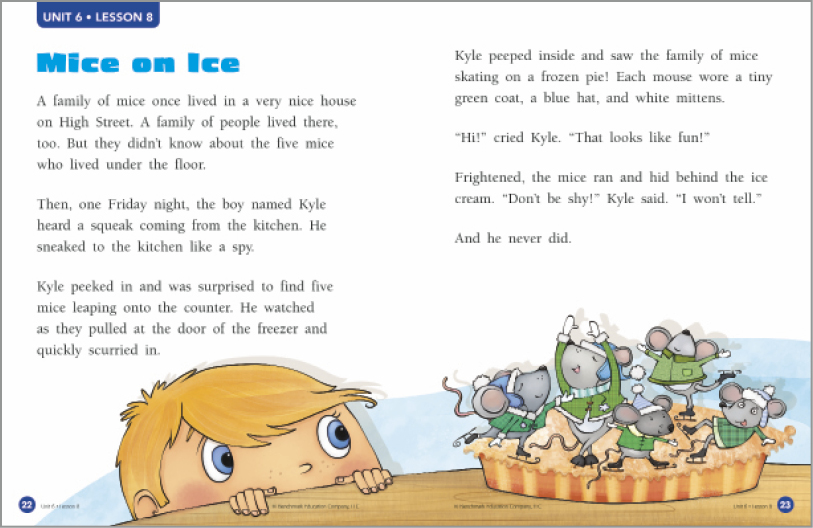 UNIT 6 • LESSON 8
Mice on Ice
A family of mice once lived in a very nice house
on High Street. A family of people lived there,
too. But they didn't know about the five mice
who lived under the floor.
Then, one Friday night, the boy named Kyle
heard a squeak coming from the kitchen. He
sneaked to the kitchen like a spy.
Kyle peeked in and was surprised to find five
mice leaping onto the counter. He watched
as they pulled at the door of the freezer and
quickly scurried in.
22
Unit 6 • Lesson 8
© Benchmark Education Company, LLC
Kyle peeped inside and saw the family of mice
skating on a frozen pie! Each mouse wore a tiny
green coat, a blue hat, and white mittens.
“Hi!” cried Kyle. “That looks like fun!”
Frightened, the mice ran and hid behind the ice
cream. “Don't be shy!” Kyle said. “I won't tell.”
And he never did.
© Benchmark Education Company, LLC
Unit 6 • Lesson 8
23